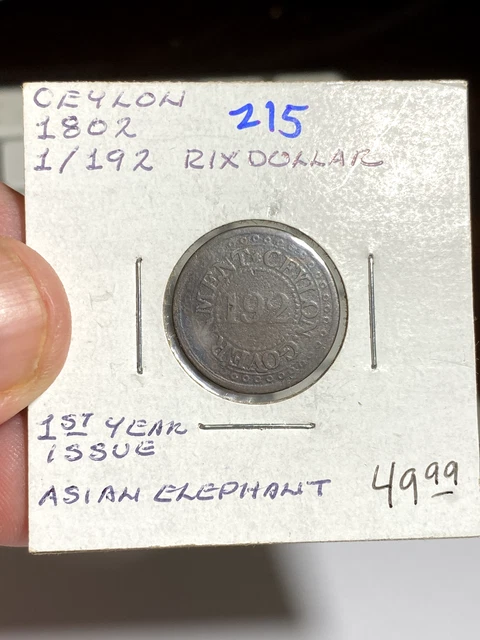 CEYLON
215
1802
1/192 RIXDOLLAR
CEYLON GOVERNMENT
192
1ST YEAR
ISSUE
ASIAN ELEPHANT
49.99